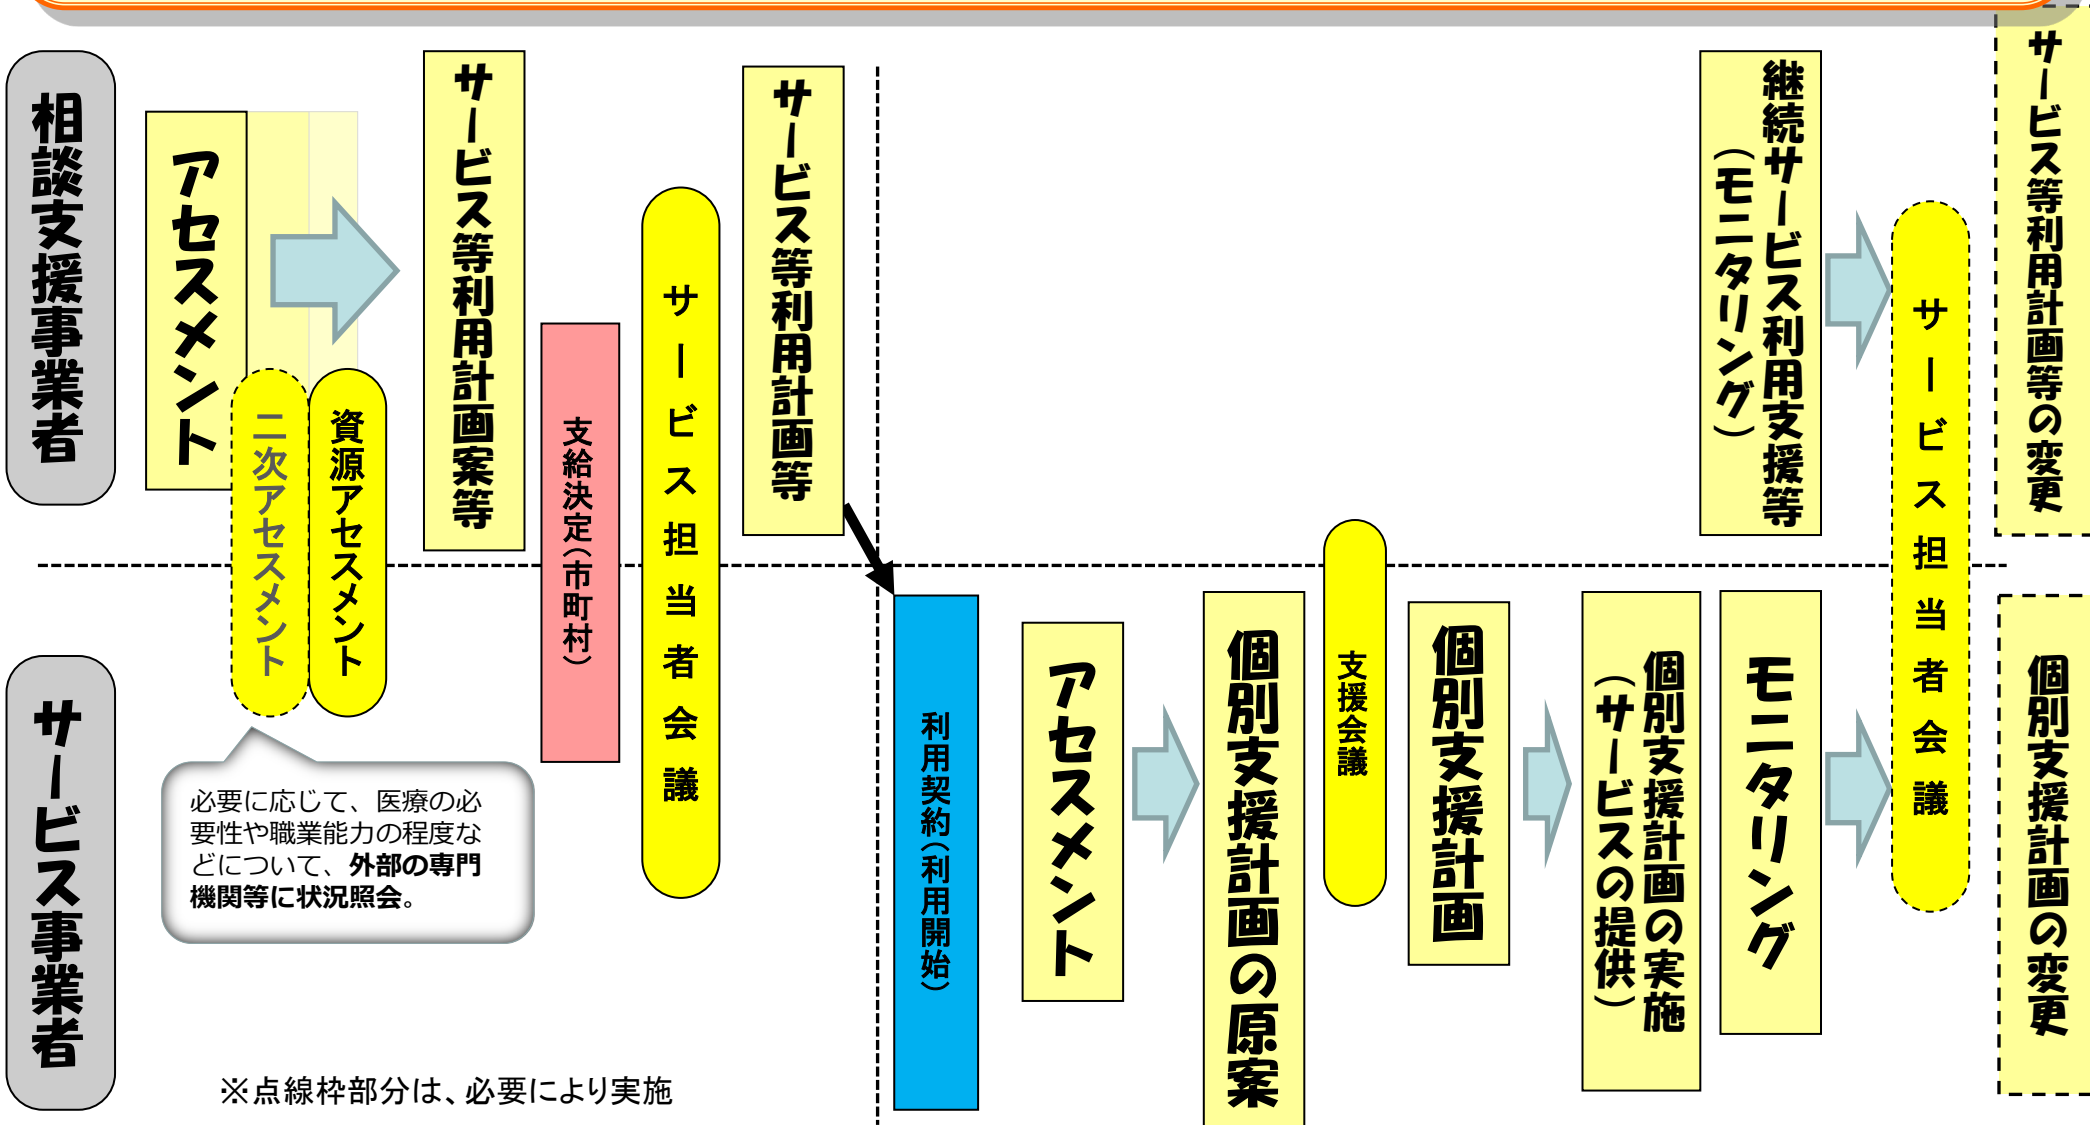 相談支援事業者
アセスメント
二次アセスメント
資源アセスメント
サービス等利用計画案等
支給決定（市町村）
サービス担当者会議
サービス等利用計画等
継続サービス利用支援等
（モニタリング）
サービス担当者会議
サービス等利用計画等の変更
サービス事業者
必要に応じて、医療の必
要性や職業能力の程度な
どについて、外部の専門
機関等に状況照会。
利用契約（利用開始）
アセスメント
個別支援計画の原案
支援会議
個別支援計画
個別支援計画の実施
（サービスの提供）
モニタリング
個別支援計画の変更
※点線枠部分は、必要により実施